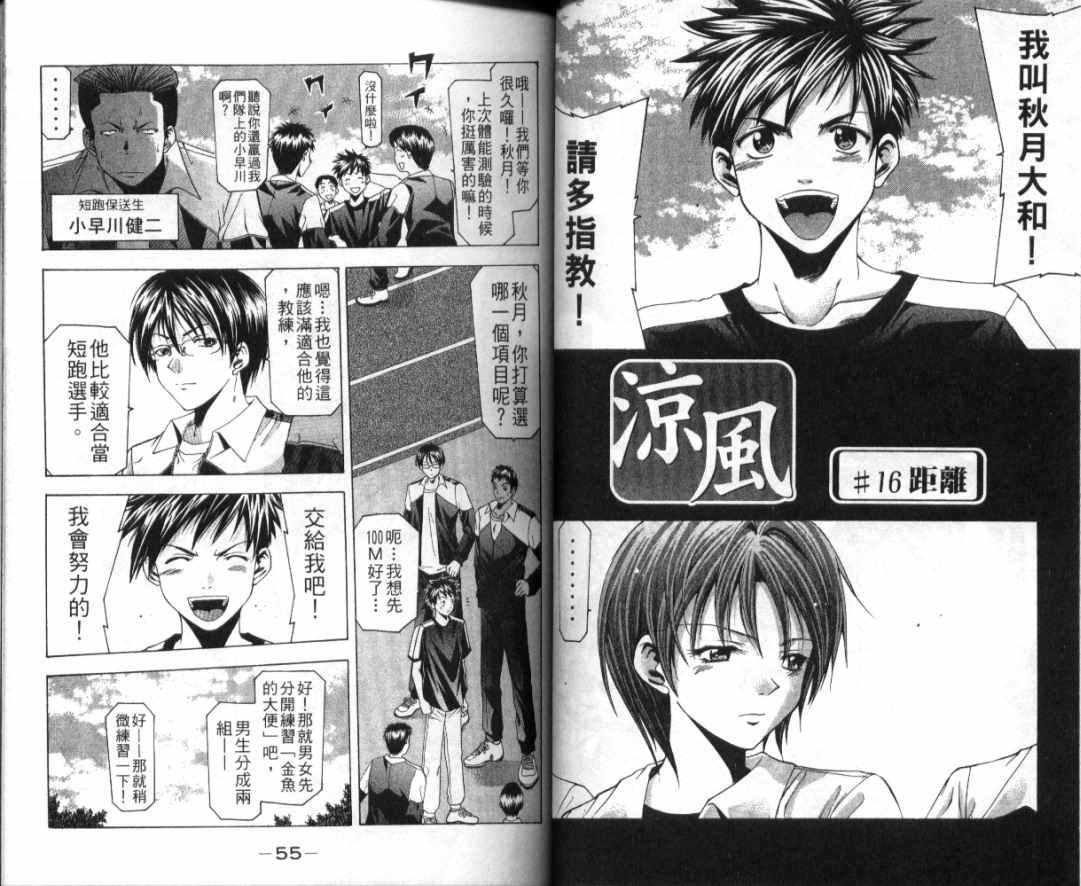 我叫秋月大和！
請多指教！
涼風
#16 距離
……
哦——我們等你
很久囉！秋月！
上次體能測驗的時候
，你挺厲害的嘛！
ク
イ
イ
沒什麼啦！
聽說你還贏過我
們隊上的小早川
啊？
……
短跑保送生
小早川健二
秋月，你打算選
哪一個項目呢？
呃…我想先
100M好了…
嗯…我也覺得這
應該滿適合他的
，教練，
他比較適合當
短跑選手。
交給我吧！
我會努力的！
好！那就男女先
分開練習「金魚
的大便」吧，
男生分成兩
組——
好——那就稍
微練習一下！
—55—